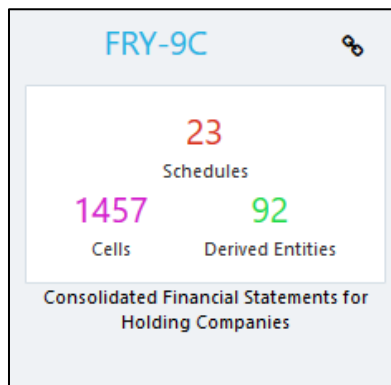 FRY-9C
23
Schedules
1457 92
Cells Derived Entities
Consolidated Financial Statements for
Holding Companies